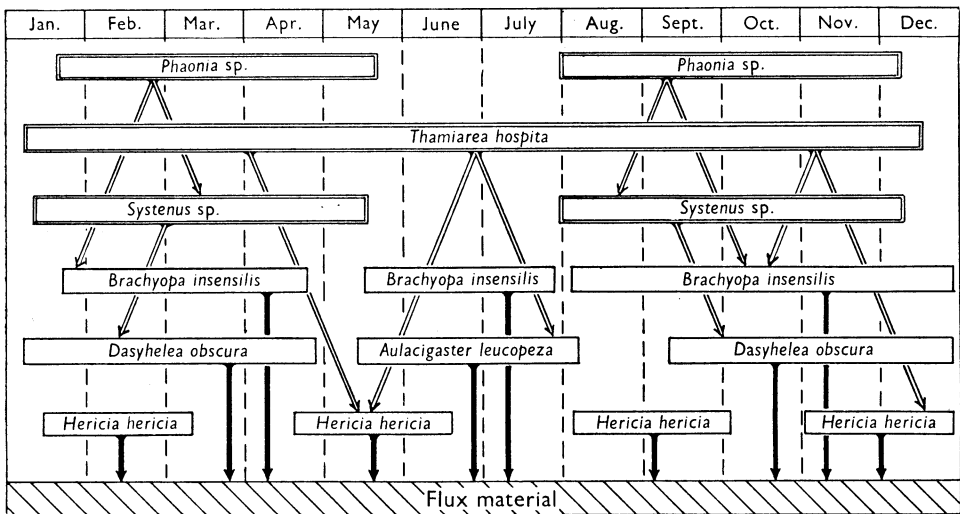 Jan. Feb. Mar. Apr. May June July Aug. Sept. Oct. Nov. Dec.
Phaonia sp. Phaonia sp.
Thamiarea hospita
Systenus sp. Systenus sp.
Brachyopa insensilis Brachyopa insensilis Brachyopa insensilis
Dasyhelea obscura Aulacigaster leucopeza Dasyhelea obscura
Hericia hericia Hericia hericia Hericia hericia Hericia hericia
Flux material